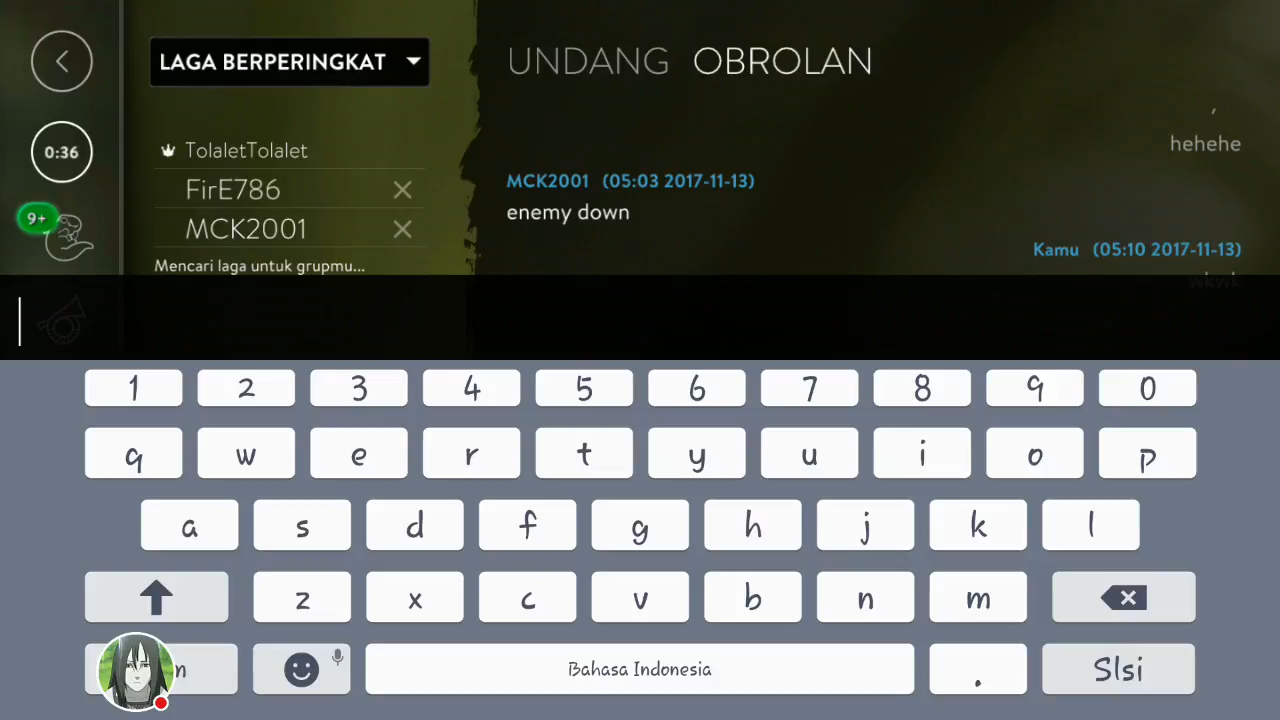 LAGA BERPERINGKAT
UNDANG OBROLAN
0:36
TolaletTolalet
hehehe
FirE786
MCK2001 (05:03 2017-11-13)
enemy down
9+
MCK2001
Kamu (05:10 2017-11-13)
Mencari laga untuk grupmu...
wkwk
1 2 3 4 5 6 7 8 9 0
q w e r t y u i o p
a s d f g h j k l
z x c v b n m
Bahasa Indonesia . Slsi